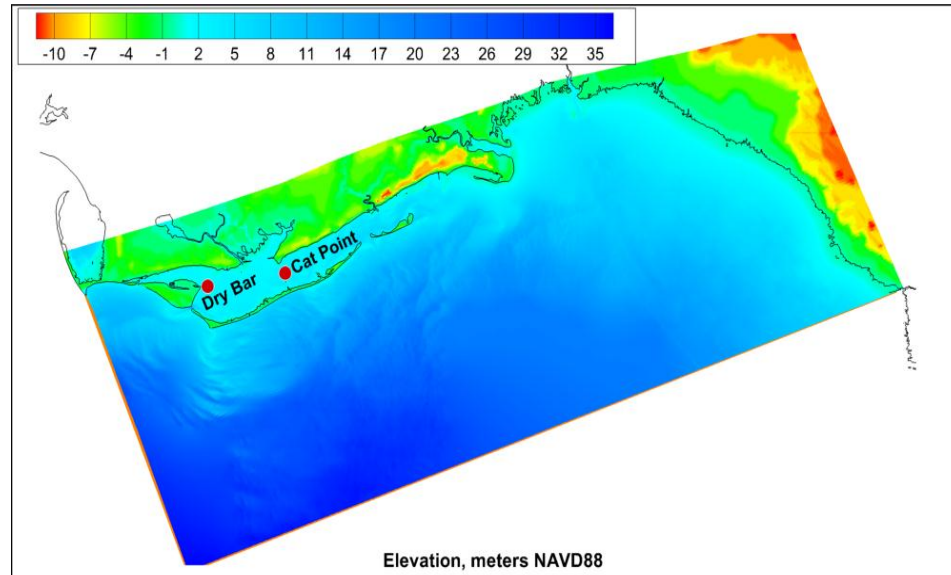 -10 -7 -4 -1 2 5 8 11 14 17 20 23 26 29 32 35
Dry Bar
Cat Point
Elevation, meters NAVD88